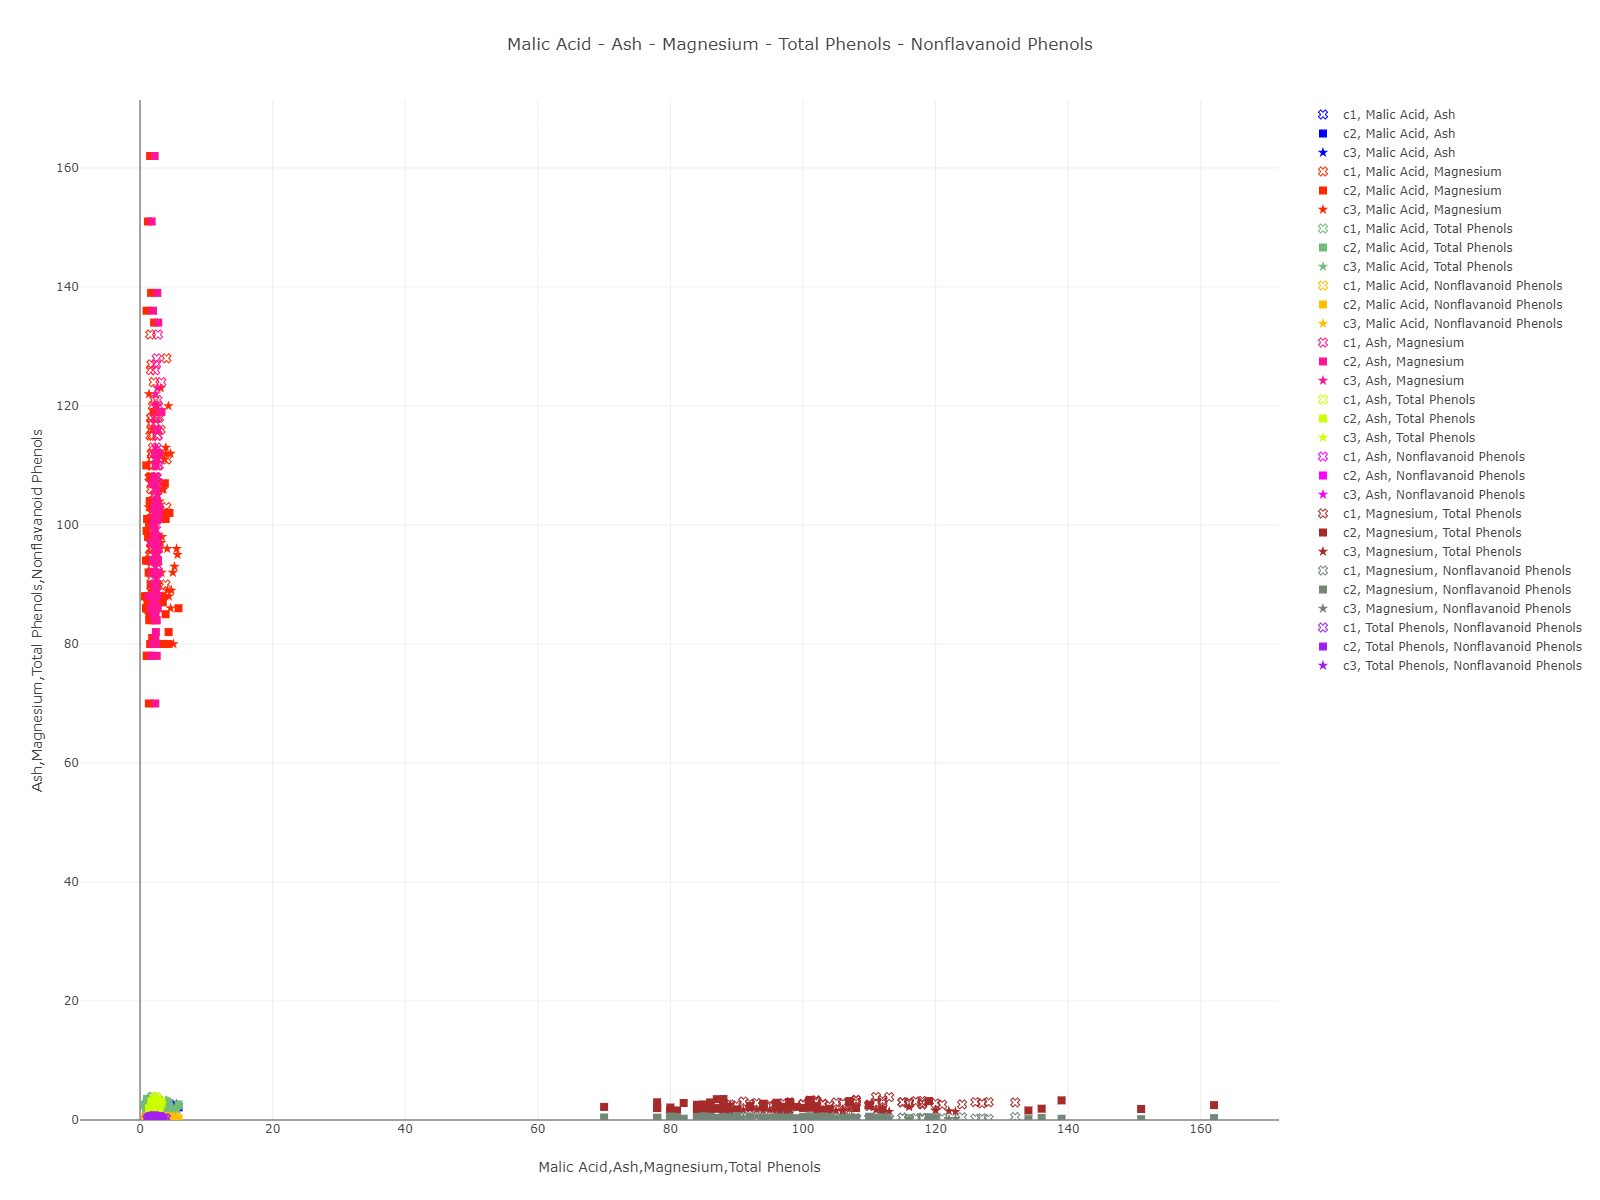 Malic Acid - Ash - Magnesium - Total Phenols - Nonflavanoid Phenols
Ash,Magnesium,Total Phenols,Nonflavanoid Phenols
160
140
120
100
80
60
40
20
0
0 20 40 60 80 100 120 140 160
Malic Acid,Ash,Magnesium,Total Phenols
c1, Malic Acid, Ash
c2, Malic Acid, Ash
c3, Malic Acid, Ash
c1, Malic Acid, Magnesium
c2, Malic Acid, Magnesium
c3, Malic Acid, Magnesium
c1, Malic Acid, Total Phenols
c2, Malic Acid, Total Phenols
c3, Malic Acid, Total Phenols
c1, Malic Acid, Nonflavanoid Phenols
c2, Malic Acid, Nonflavanoid Phenols
c3, Malic Acid, Nonflavanoid Phenols
c1, Ash, Magnesium
c2, Ash, Magnesium
c3, Ash, Magnesium
c1, Ash, Total Phenols
c2, Ash, Total Phenols
c3, Ash, Total Phenols
c1, Ash, Nonflavanoid Phenols
c2, Ash, Nonflavanoid Phenols
c3, Ash, Nonflavanoid Phenols
c1, Magnesium, Total Phenols
c2, Magnesium, Total Phenols
c3, Magnesium, Total Phenols
c1, Magnesium, Nonflavanoid Phenols
c2, Magnesium, Nonflavanoid Phenols
c3, Magnesium, Nonflavanoid Phenols
c1, Total Phenols, Nonflavanoid Phenols
c2, Total Phenols, Nonflavanoid Phenols
c3, Total Phenols, Nonflavanoid Phenols